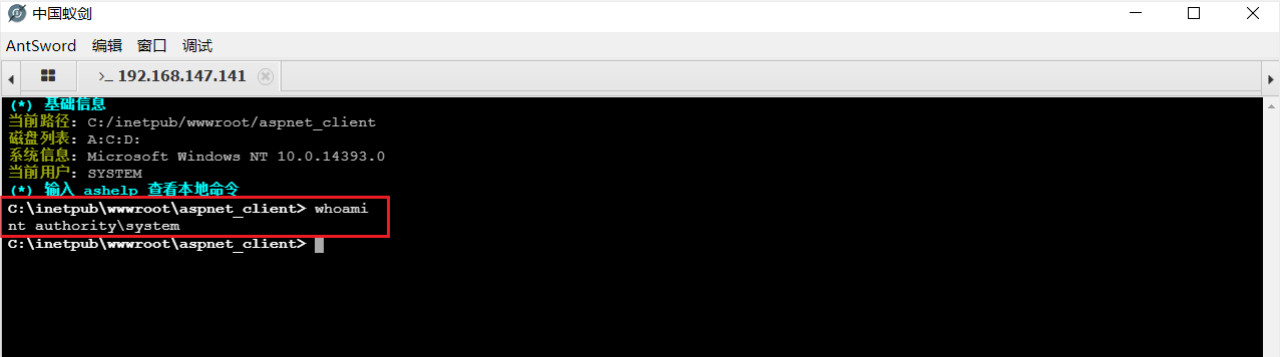 中国蚁剑
AntSword 编辑 窗口 调试
>_ 192.168.147.141
(*) 基础信息
当前路径: C:/inetpub/wwwroot/aspnet_client
磁盘列表: A:C:D:
系统信息: Microsoft Windows NT 10.0.14393.0
当前用户: SYSTEM
(*) 输入 ashelp 查看本地命令
C:\inetpub\wwwroot\aspnet_client> whoami
nt authority\system
C:\inetpub\wwwroot\aspnet_client>